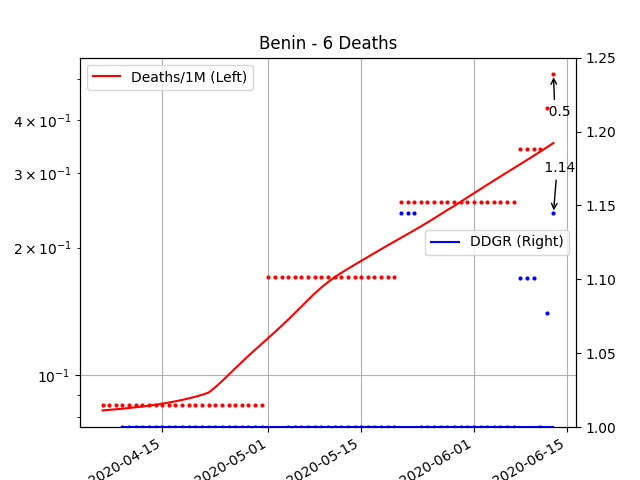 Benin - 6 Deaths
Deaths/1M (Left)
DDGR (Right)
0.5
1.14
4 × 10⁻¹
3 × 10⁻¹
2 × 10⁻¹
10⁻¹
1.25
1.20
1.15
1.10
1.05
1.00
2020-04-15
2020-05-01
2020-05-15
2020-06-01
2020-06-15